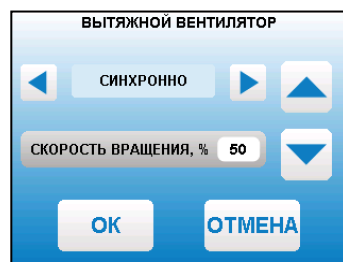 ВЫТЯЖНОЙ ВЕНТИЛЯТОР
СИНХРОННО
СКОРОСТЬ ВРАЩЕНИЯ, % 50
ОК ОТМЕНА